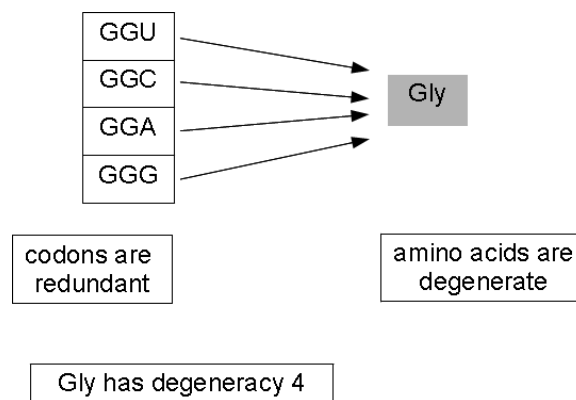 GGU
GGC
GGA
GGG
Gly
codons are
redundant
amino acids are
degenerate
Gly has degeneracy 4